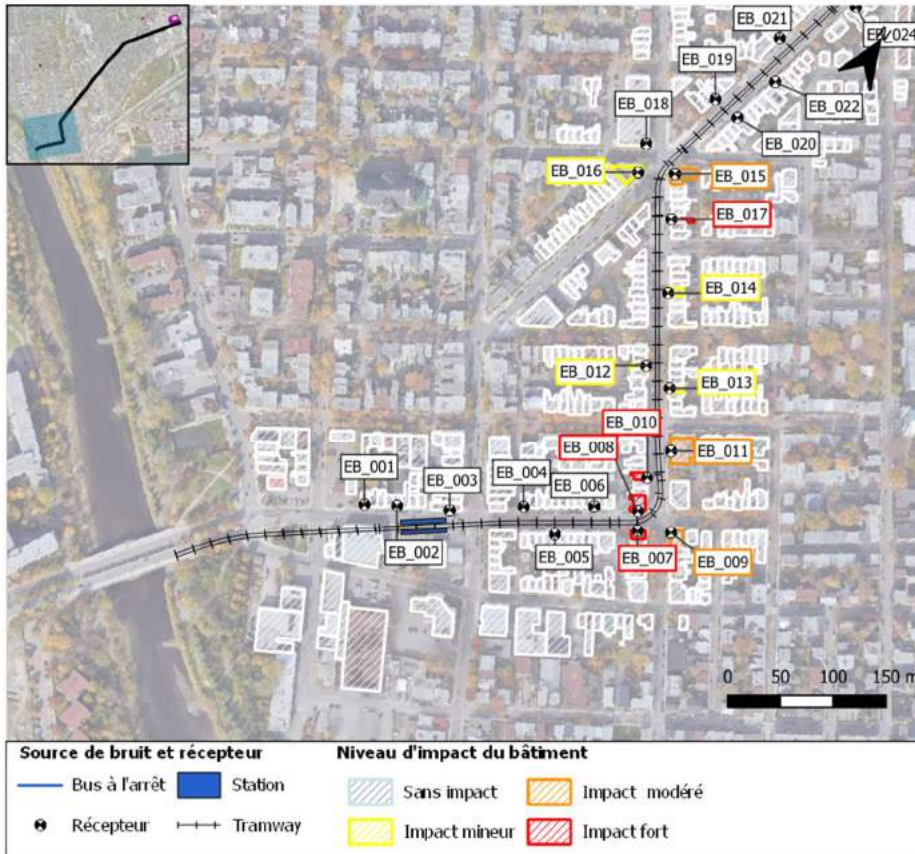 EB_021
EB_024
EB_019
EB_022
EB_018
EB_020
EB_016
EB_015
EB_017
EB_014
EB_012
EB_013
EB_010
EB_008
EB_011
EB_001
EB_003
EB_004
EB_006
EB_002
EB_005
EB_007
EB_009
0 50 100 150 m
Source de bruit et récepteur
Bus à l'arrêt Station
Récepteur Tramway
Niveau d'impact du bâtiment
Sans impact Impact modéré
Impact mineur Impact fort